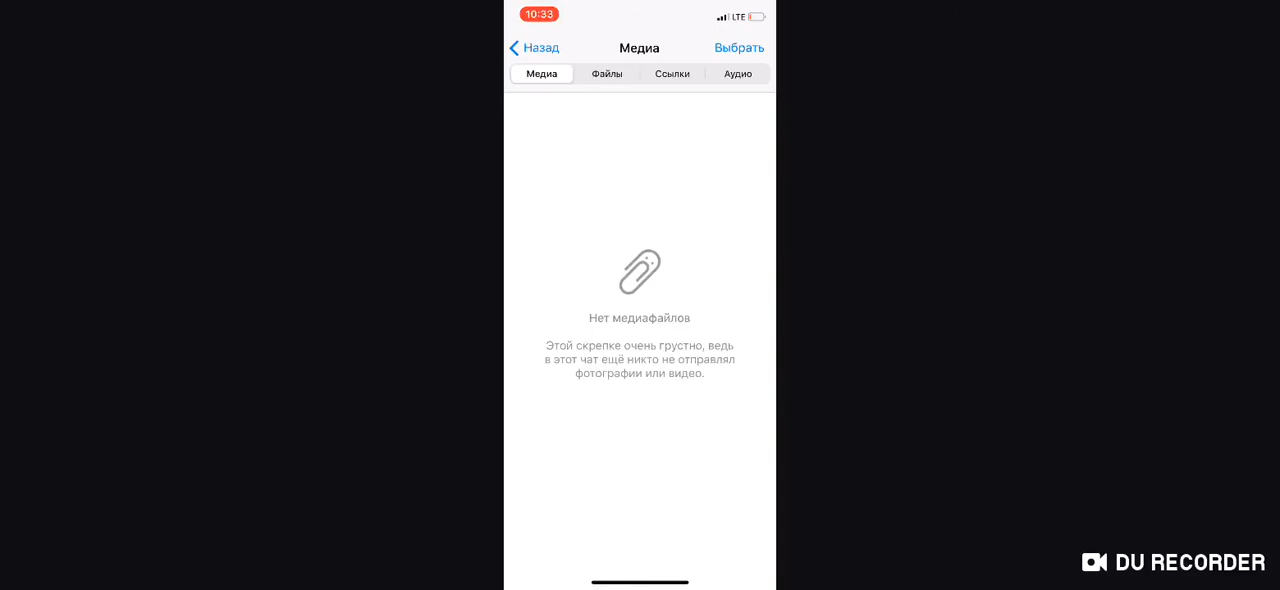 10:33
LTE
Назад
Медиа
Выбрать
Медиа
Файлы
Ссылки
Аудио
Нет медиафайлов
Этой скрепке очень грустно, ведь
в этот чат ещё никто не отправлял
фотографии или видео.
DU RECORDER